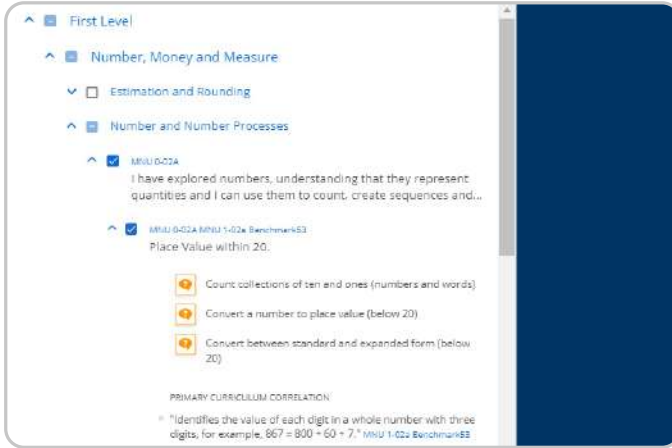 First Level
Number, Money and Measure
Estimation and Rounding
Number and Number Processes
MNU 0-02A
I have explored numbers, understanding that they represent
quantities and I can use them to count, create sequences and...
MNU 0-02A MNU 1-02a Benchmark53
Place Value within 20.
Count collections of ten and ones (numbers and words)
Convert a number to place value (below 20)
Convert between standard and expanded form (below
20)
PRIMARY CURRICULUM CORRELATION
"Identifies the value of each digit in a whole number with three
digits, for example, 867 = 800 + 60 + 7." MNU 1-02a Benchmark53